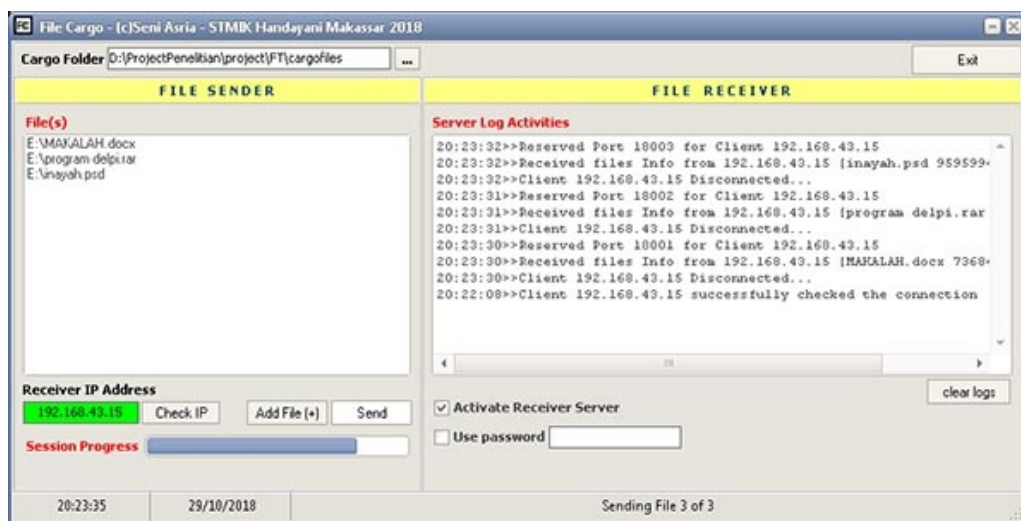 FC File Cargo - (c)Seni Asria - STMIK Handayani Makassar 2018
Cargo Folder D:\ProjectPenelitian\project\FT\cargofiles ... Exit
FILE SENDER
File(s)
E:\MAKALAH.docx
E:\program delpi.rar
E:\inayah.psd
Receiver IP Address
192.168.43.15 Check IP Add File (+) Send
Session Progress
FILE RECEIVER
Server Log Activities
20:23:32>>Reserved Port 18003 for Client 192.168.43.15
20:23:32>>Received files Info from 192.168.43.15 [inayah.psd 959599
20:23:32>>Client 192.168.43.15 Disconnected...
20:23:31>>Reserved Port 18002 for Client 192.168.43.15
20:23:31>>Received files Info from 192.168.43.15 [program delpi.rar
20:23:31>>Client 192.168.43.15 Disconnected...
20:23:30>>Reserved Port 18001 for Client 192.168.43.15
20:23:30>>Received files Info from 192.168.43.15 [MAKALAH.docx 7368
20:23:30>>Client 192.168.43.15 Disconnected...
20:22:08>>Client 192.168.43.15 successfully checked the connection
clear logs
Activate Receiver Server
Use password
20:23:35 29/10/2018 Sending File 3 of 3